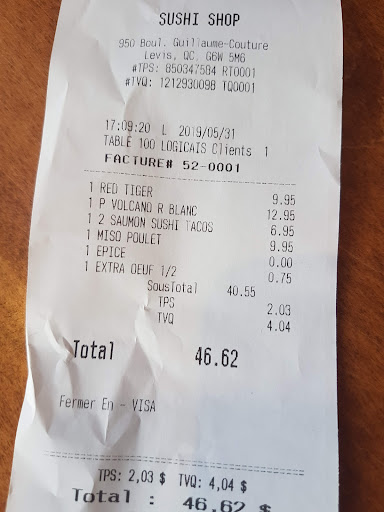 SUSHI SHOP
950 Boul. Guillaume-Couture
Levis, QC, G6W 5M6
#TPS: 850347584 RT0001
#TVQ: 1212930098 TQ0001
17:09:20 L 2019/05/31
TABLE 100 LOGICAIS Clients 1
FACTURE# 52-0001
1 RED TIGER 9.95
1 P VOLCANO R BLANC 12.95
1 2 SAUMON SUSHI TACOS 6.95
1 MISO POULET 9.95
1 EPICE 0.00
1 EXTRA OEUF 1/2 0.75
SousTotal 40.55
TPS 2.03
TVQ 4.04
Total 46.62
Fermer En - VISA
TPS: 2,03 $ TVQ: 4,04 $
Total : 46,62 $